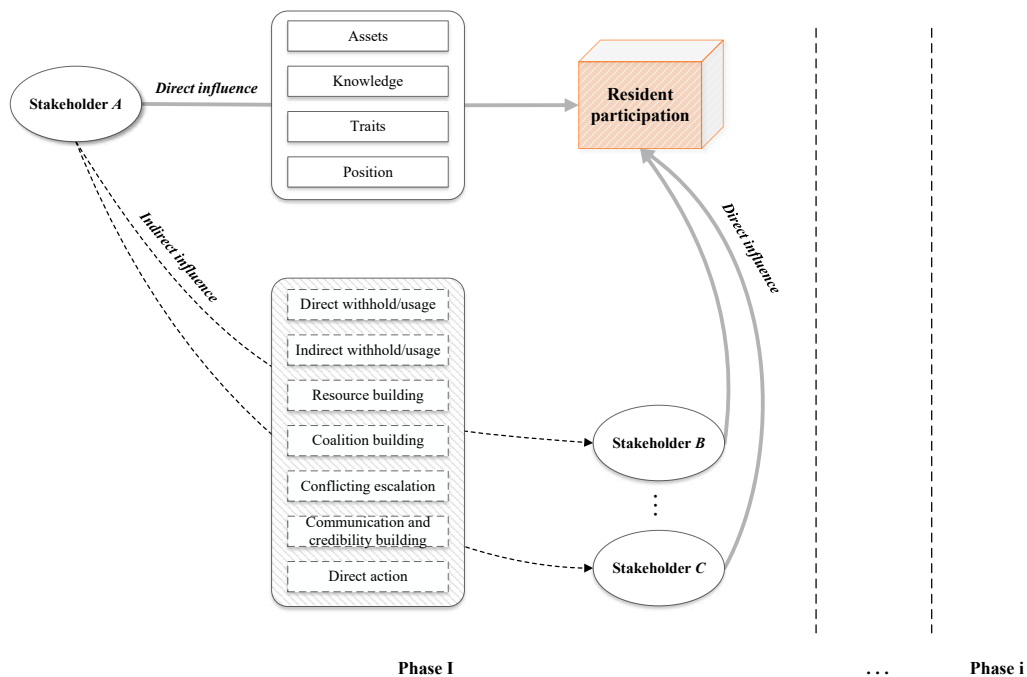 Assets
Knowledge
Traits
Position
Stakeholder A
Direct influence
Resident
participation
Indirect influence
Direct influence
Direct withhold/usage
Indirect withhold/usage
Resource building
Coalition building
Conflicting escalation
Communication and
credibility building
Direct action
Stakeholder B
...
Stakeholder C
Phase I
...
Phase i